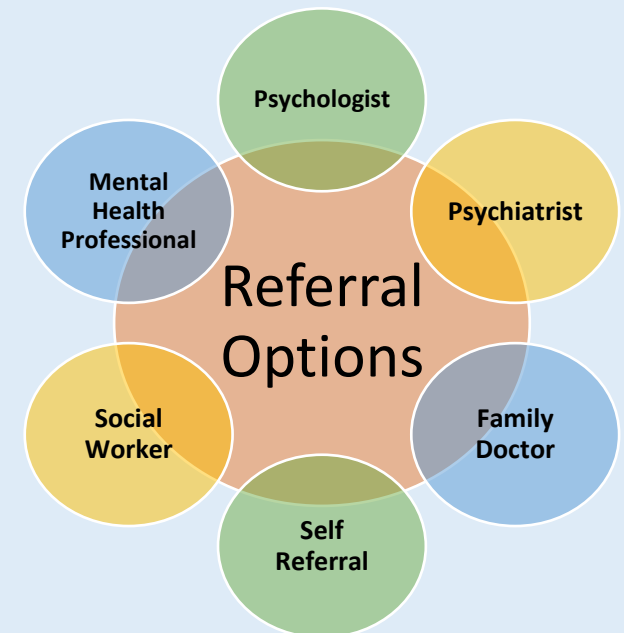 Psychologist
Mental
Health
Professional
Psychiatrist
Referral
Options
Social
Worker
Family
Doctor
Self
Referral